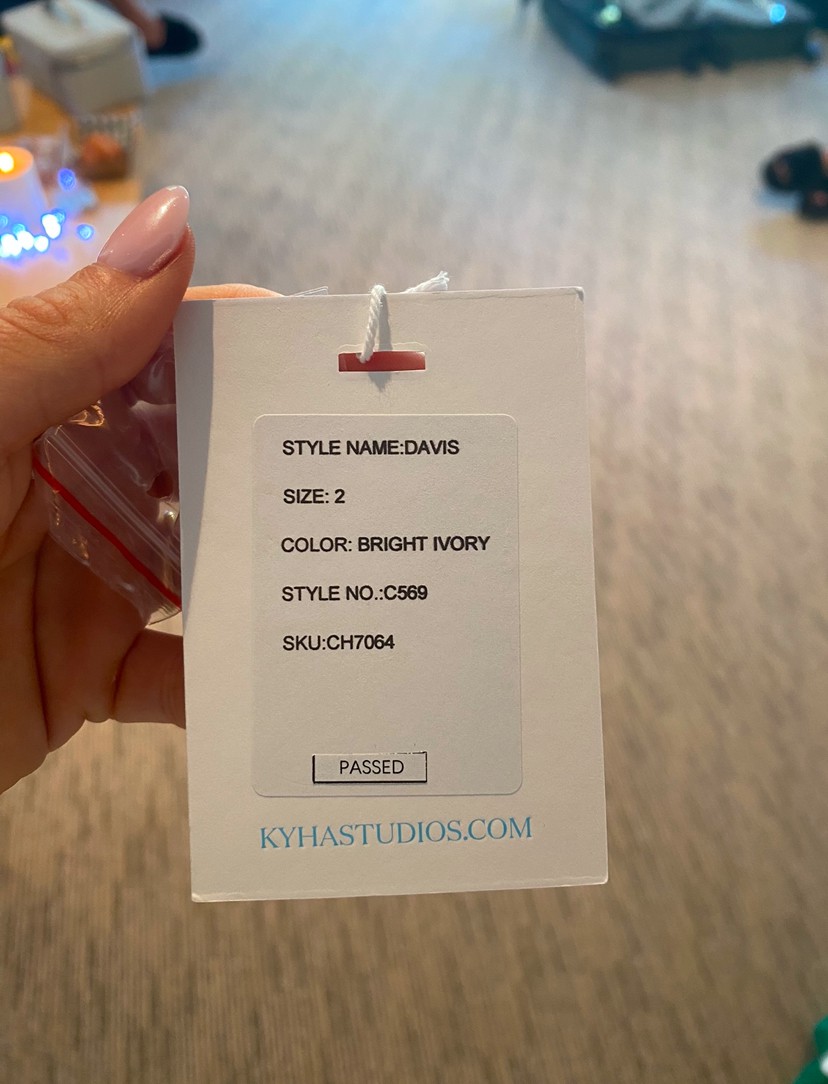 STYLE NAME:DAVIS
SIZE: 2
COLOR: BRIGHT IVORY
STYLE NO.:C569
SKU:CH7064
PASSED
KYHASTUDIOS.COM